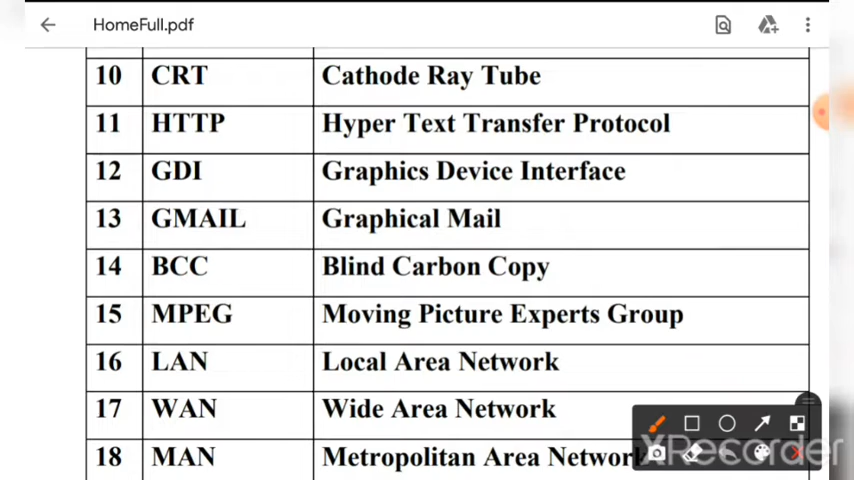 HomeFull.pdf
10 CRT Cathode Ray Tube
11 HTTP Hyper Text Transfer Protocol
12 GDI Graphics Device Interface
13 GMAIL Graphical Mail
14 BCC Blind Carbon Copy
15 MPEG Moving Picture Experts Group
16 LAN Local Area Network
17 WAN Wide Area Network
18 MAN Metropolitan Area Network
XRecorder